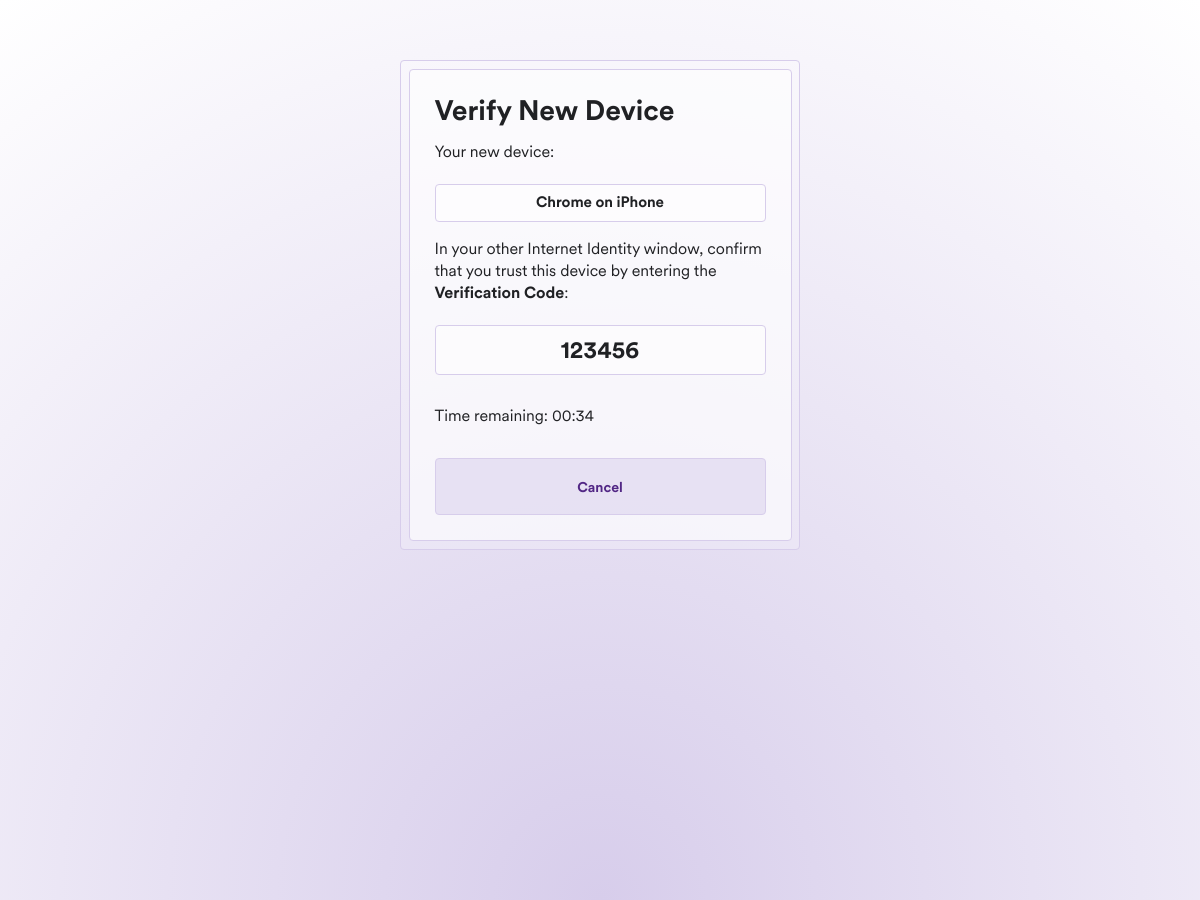 Verify New Device
Your new device:
Chrome on iPhone
In your other Internet Identity window, confirm
that you trust this device by entering the
Verification Code:
123456
Time remaining: 00:34
Cancel